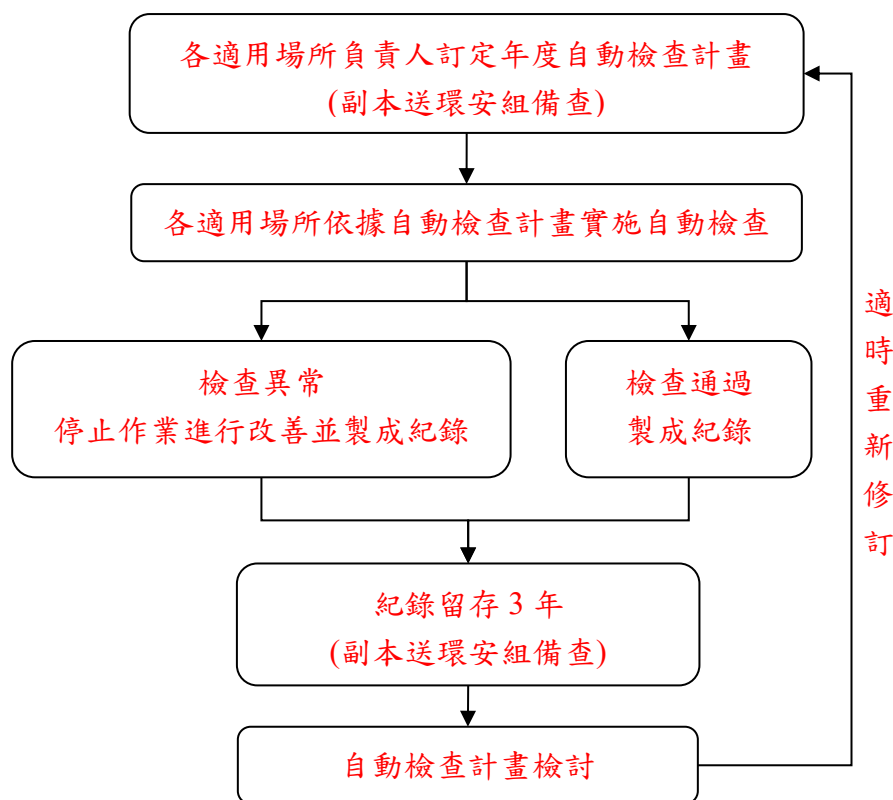 各適用場所負責人訂定年度自動檢查計畫
(副本送環安組備查)
各適用場所依據自動檢查計畫實施自動檢查
檢查異常
停止作業進行改善並製成紀錄
檢查通過
製成紀錄
適時重新修訂
紀錄留存 3 年
(副本送環安組備查)
自動檢查計畫檢討